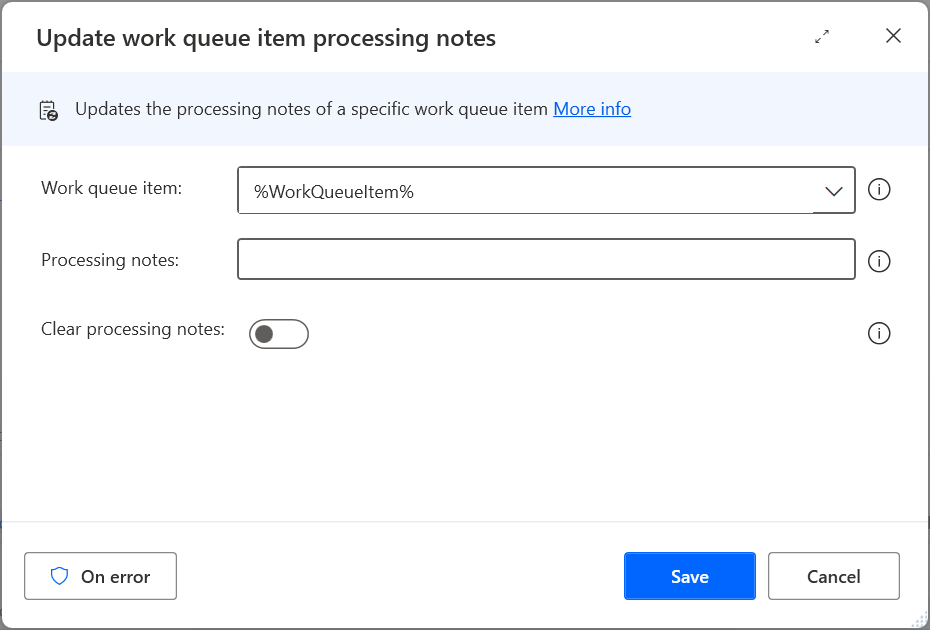 Update work queue item processing notes
Updates the processing notes of a specific work queue item More info
Work queue item:
%WorkQueueItem%
Processing notes:
Clear processing notes:
On error
Save
Cancel